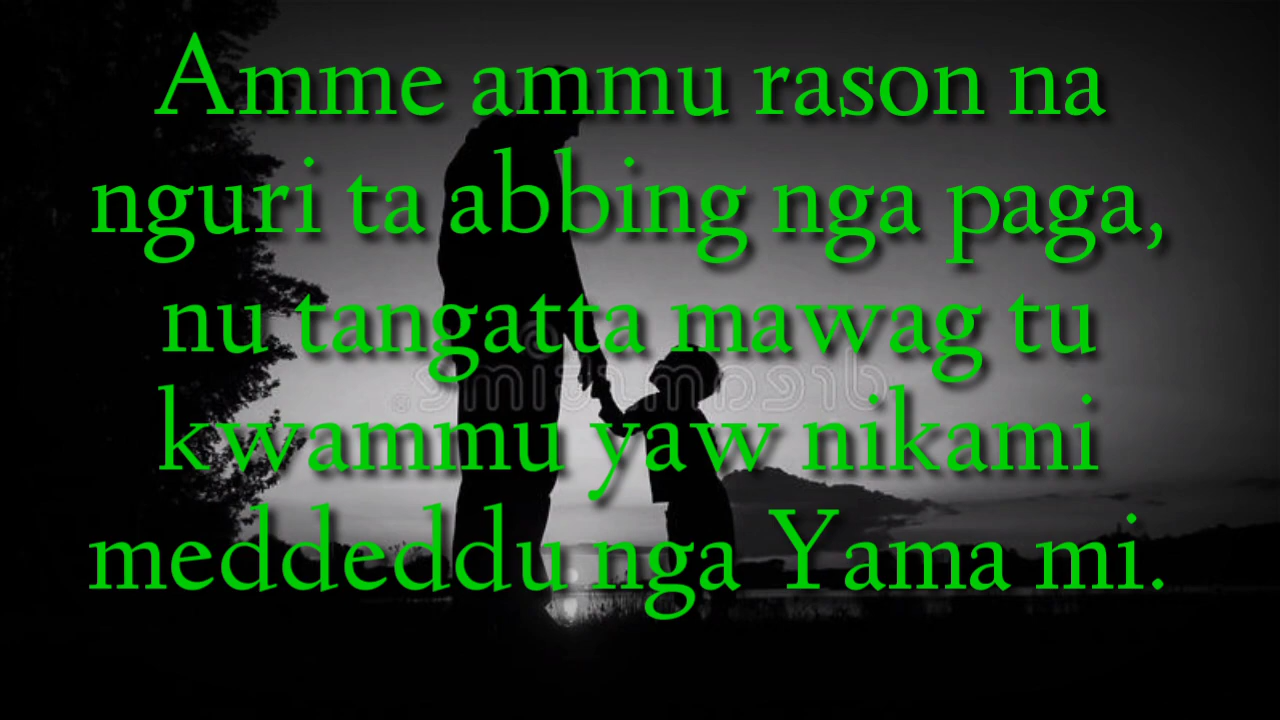 Amme ammu rason na
nguri ta abbing nga paga,
nu tangatta mawag tu
kwammu yaw nikami
meddeddu nga Yama mi.
dreamstime